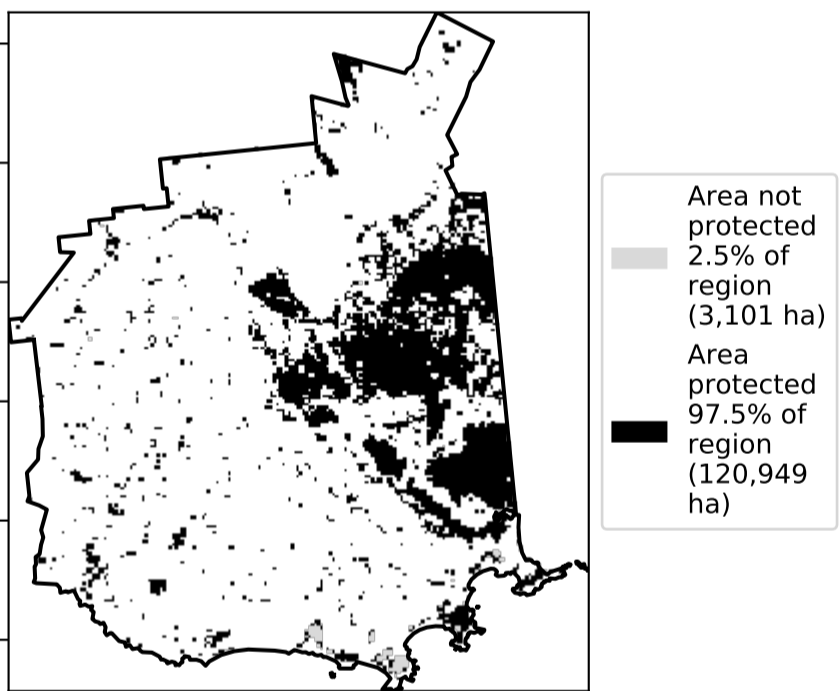 Area not
protected
2.5% of
region
(3,101 ha)
Area
protected
97.5% of
region
(120,949
ha)